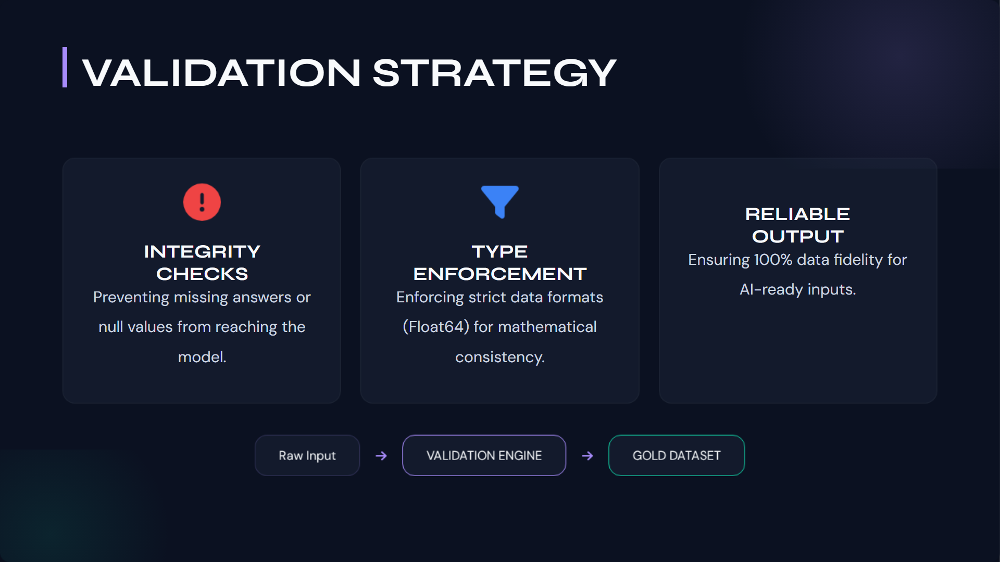 VALIDATION STRATEGY
INTEGRITY
CHECKS
Preventing missing answers or
null values from reaching the
model.
TYPE
ENFORCEMENT
Enforcing strict data formats
(Float64) for mathematical
consistency.
RELIABLE
OUTPUT
Ensuring 100% data fidelity for
AI-ready inputs.
Raw Input → VALIDATION ENGINE → GOLD DATASET